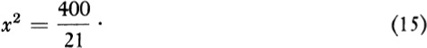 x² = 400/21 · (15)